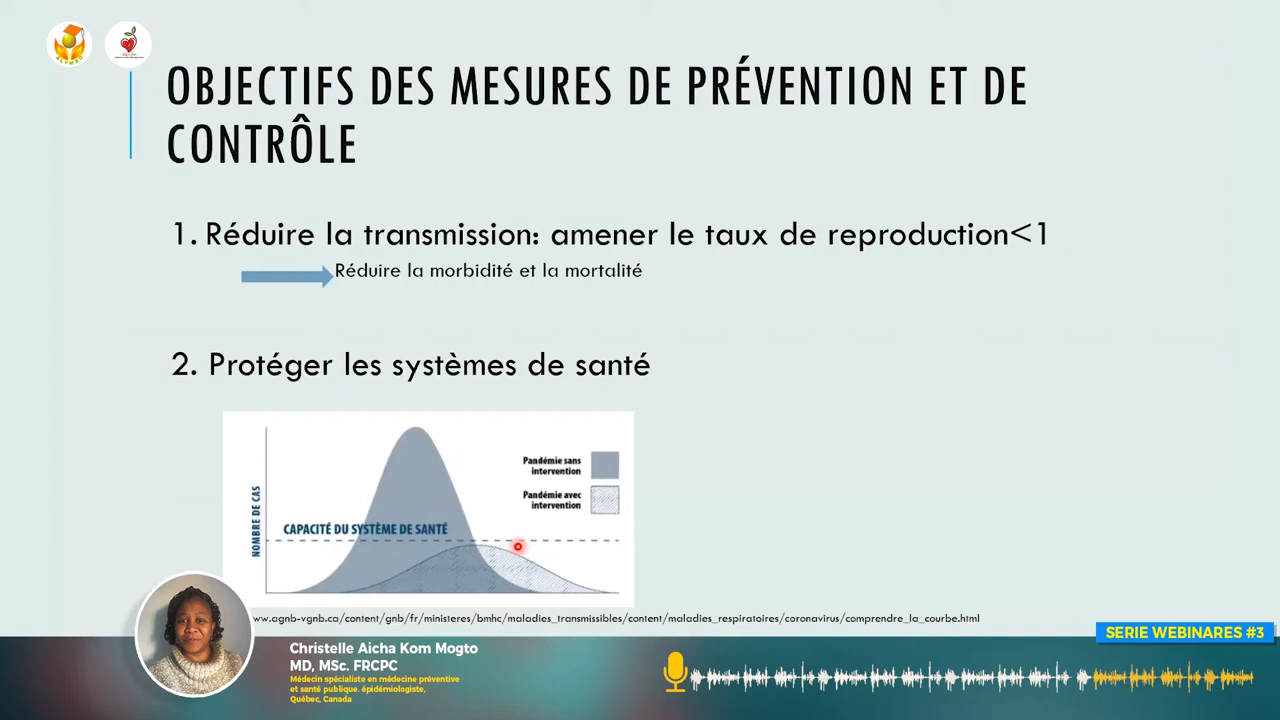 OBJECTIFS DES MESURES DE PRÉVENTION ET DE
CONTRÔLE
1. Réduire la transmission: amener le taux de reproduction<1
Réduire la morbidité et la mortalité
2. Protéger les systèmes de santé
Pandémie sans
intervention
Pandémie avec
intervention
NOMBRE DE CAS
CAPACITÉ DU SYSTÈME DE SANTÉ
ww.agnb-vgnb.ca/content/gnb/fr/ministeres/bmhc/maladies_transmissibles/content/maladies_respiratoires/coronavirus/comprendre_la_courbe.html
SERIE WEBINARES #3
Christelle Aicha Kom Mogto
MD, MSc. FRCPC
Médecin spécialiste en médecine préventive
et santé publique. épidémiologiste,
Québec, Canada